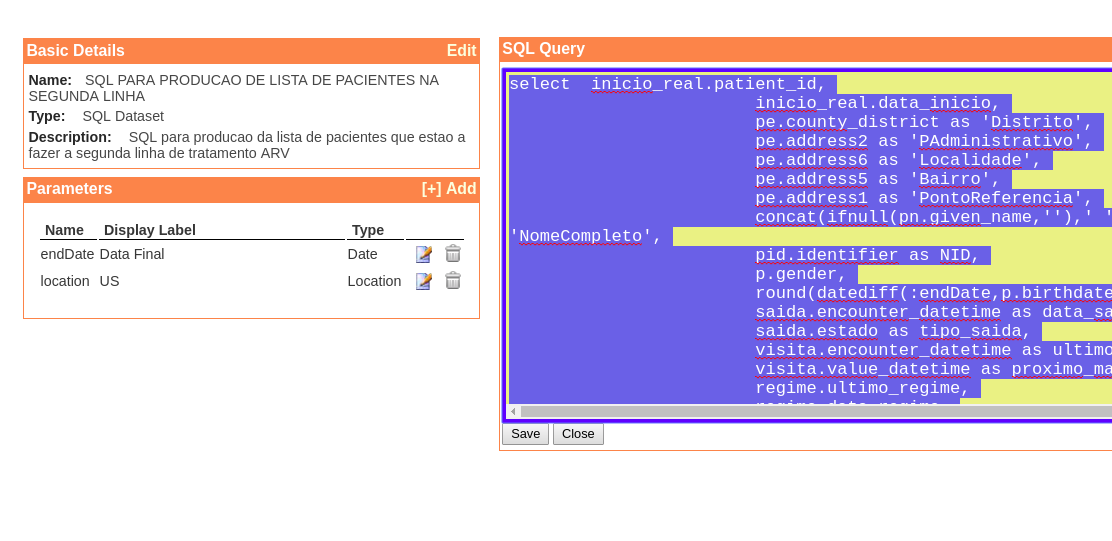 Basic Details Edit
Name: SQL PARA PRODUCAO DE LISTA DE PACIENTES NA
SEGUNDA LINHA
Type: SQL Dataset
Description: SQL para producao da lista de pacientes que estao a
fazer a segunda linha de tratamento ARV
Parameters [+] Add
Name Display Label Type
endDate Data Final Date
location US Location
SQL Query
select inicio_real.patient_id,
inicio_real.data_inicio,
pe.county_district as 'Distrito',
pe.address2 as 'PAdministrativo',
pe.address6 as 'Localidade',
pe.address5 as 'Bairro',
pe.address1 as 'PontoReferencia',
concat(ifnull(pn.given_name,''),' '
'NomeCompleto',
pid.identifier as NID,
p.gender,
round(datediff(:endDate,p.birthdate
saida.encounter_datetime as data_sa
saida.estado as tipo_saida,
visita.encounter_datetime as ultimo
visita.value_datetime as proximo_ma
regime.ultimo_regime,
Save Close